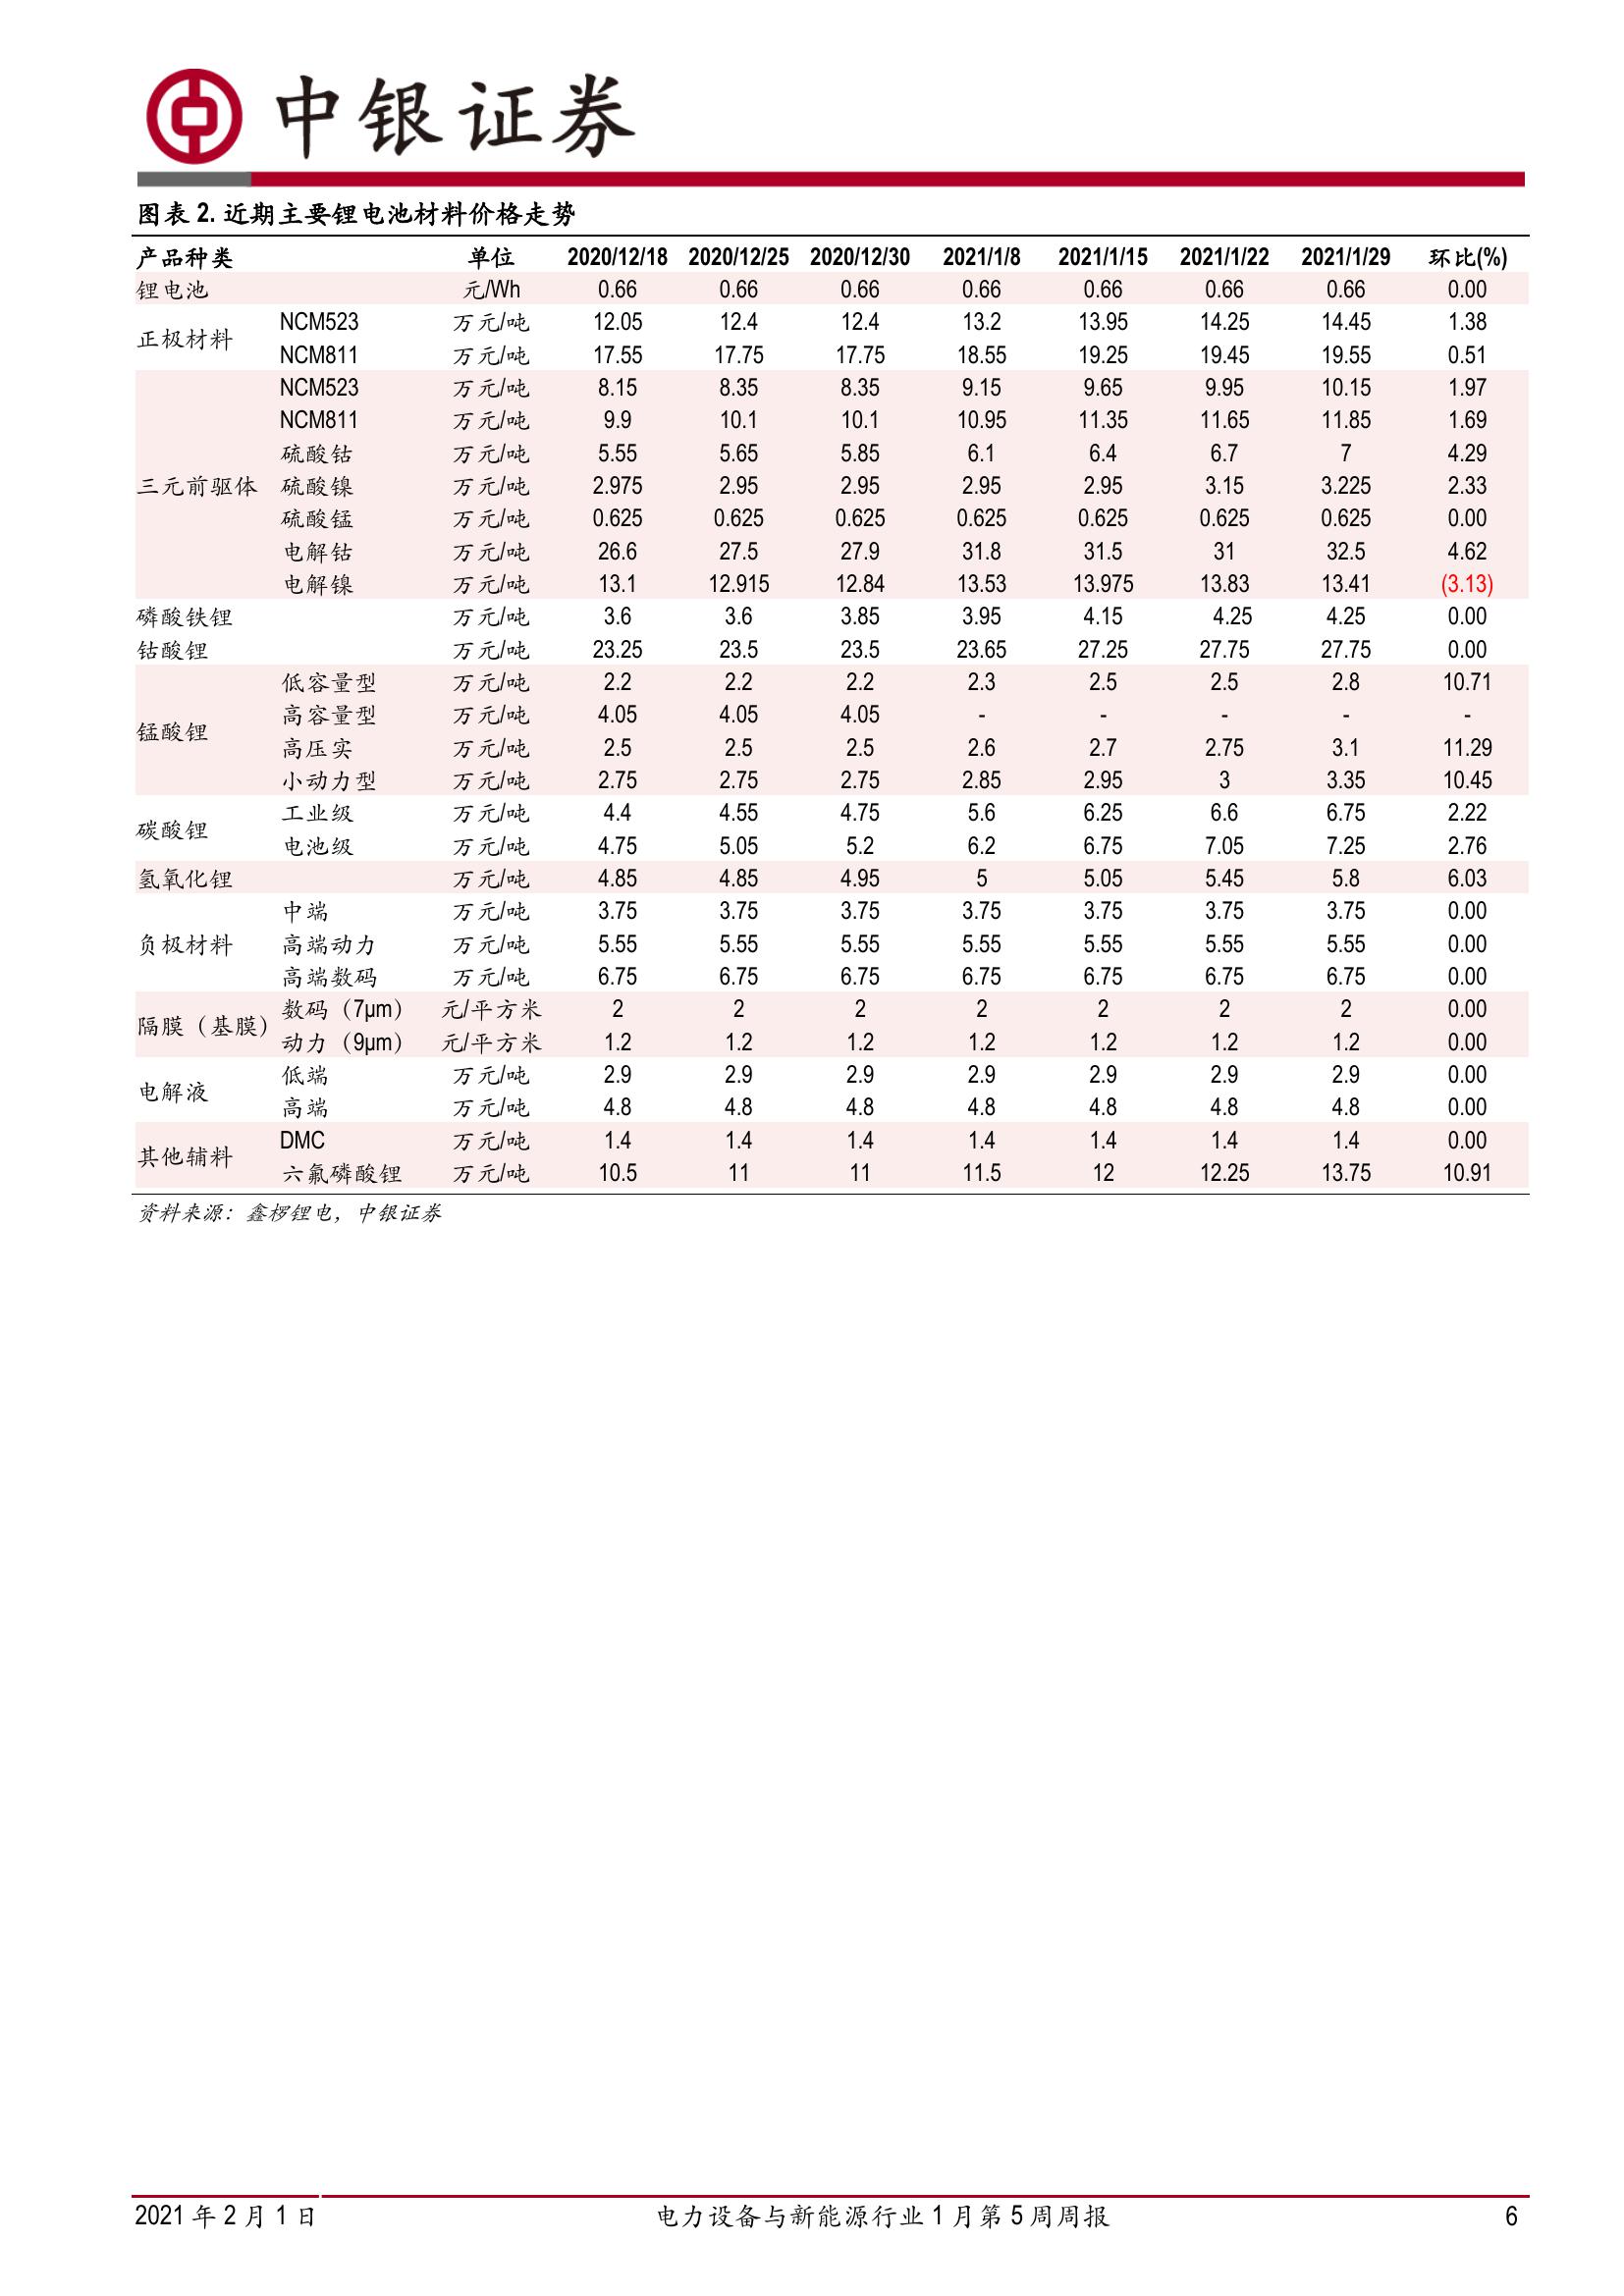 中银证券
图表 2. 近期主要锂电池材料价格走势
产品种类 单位 2020/12/18 2020/12/25 2020/12/30 2021/1/8 2021/1/15 2021/1/22 2021/1/29 环比(%)
锂电池 元/Wh 0.66 0.66 0.66 0.66 0.66 0.66 0.66 0.00
正极材料 NCM523 万元/吨 12.05 12.4 12.4 13.2 13.95 14.25 14.45 1.38
NCM811 万元/吨 17.55 17.75 17.75 18.55 19.25 19.45 19.55 0.51
三元前驱体 NCM523 万元/吨 8.15 8.35 8.35 9.15 9.65 9.95 10.15 1.97
NCM811 万元/吨 9.9 10.1 10.1 10.95 11.35 11.65 11.85 1.69
硫酸钴 万元/吨 5.55 5.65 5.85 6.1 6.4 6.7 7 4.29
硫酸镍 万元/吨 2.975 2.95 2.95 2.95 2.95 3.15 3.225 2.33
硫酸锰 万元/吨 0.625 0.625 0.625 0.625 0.625 0.625 0.625 0.00
电解钴 万元/吨 26.6 27.5 27.9 31.8 31.5 31 32.5 4.62
电解镍 万元/吨 13.1 12.915 12.84 13.53 13.975 13.83 13.41 (3.13)
磷酸铁锂 万元/吨 3.6 3.6 3.85 3.95 4.15 4.25 4.25 0.00
钴酸锂 万元/吨 23.25 23.5 23.5 23.65 27.25 27.75 27.75 0.00
锰酸锂 低容量型 万元/吨 2.2 2.2 2.2 2.3 2.5 2.5 2.8 10.71
高容量型 万元/吨 4.05 4.05 4.05 - - - - -
高压实 万元/吨 2.5 2.5 2.5 2.6 2.7 2.75 3.1 11.29
小动力型 万元/吨 2.75 2.75 2.75 2.85 2.95 3 3.35 10.45
碳酸锂 工业级 万元/吨 4.4 4.55 4.75 5.6 6.25 6.6 6.75 2.22
电池级 万元/吨 4.75 5.05 5.2 6.2 6.75 7.05 7.25 2.76
氢氧化锂 万元/吨 4.85 4.85 4.95 5 5.05 5.45 5.8 6.03
负极材料 中端 万元/吨 3.75 3.75 3.75 3.75 3.75 3.75 3.75 0.00
高端动力 万元/吨 5.55 5.55 5.55 5.55 5.55 5.55 5.55 0.00
高端数码 万元/吨 6.75 6.75 6.75 6.75 6.75 6.75 6.75 0.00
隔膜（基膜） 数码（7μm） 元/平方米 2 2 2 2 2 2 2 0.00
动力（9μm） 元/平方米 1.2 1.2 1.2 1.2 1.2 1.2 1.2 0.00
电解液 低端 万元/吨 2.9 2.9 2.9 2.9 2.9 2.9 2.9 0.00
高端 万元/吨 4.8 4.8 4.8 4.8 4.8 4.8 4.8 0.00
其他辅料 DMC 万元/吨 1.4 1.4 1.4 1.4 1.4 1.4 1.4 0.00
六氟磷酸锂 万元/吨 10.5 11 11 11.5 12 12.25 13.75 10.91
资料来源：鑫椤锂电，中银证券
2021 年 2 月 1 日 电力设备与新能源行业 1 月第 5 周周报 6